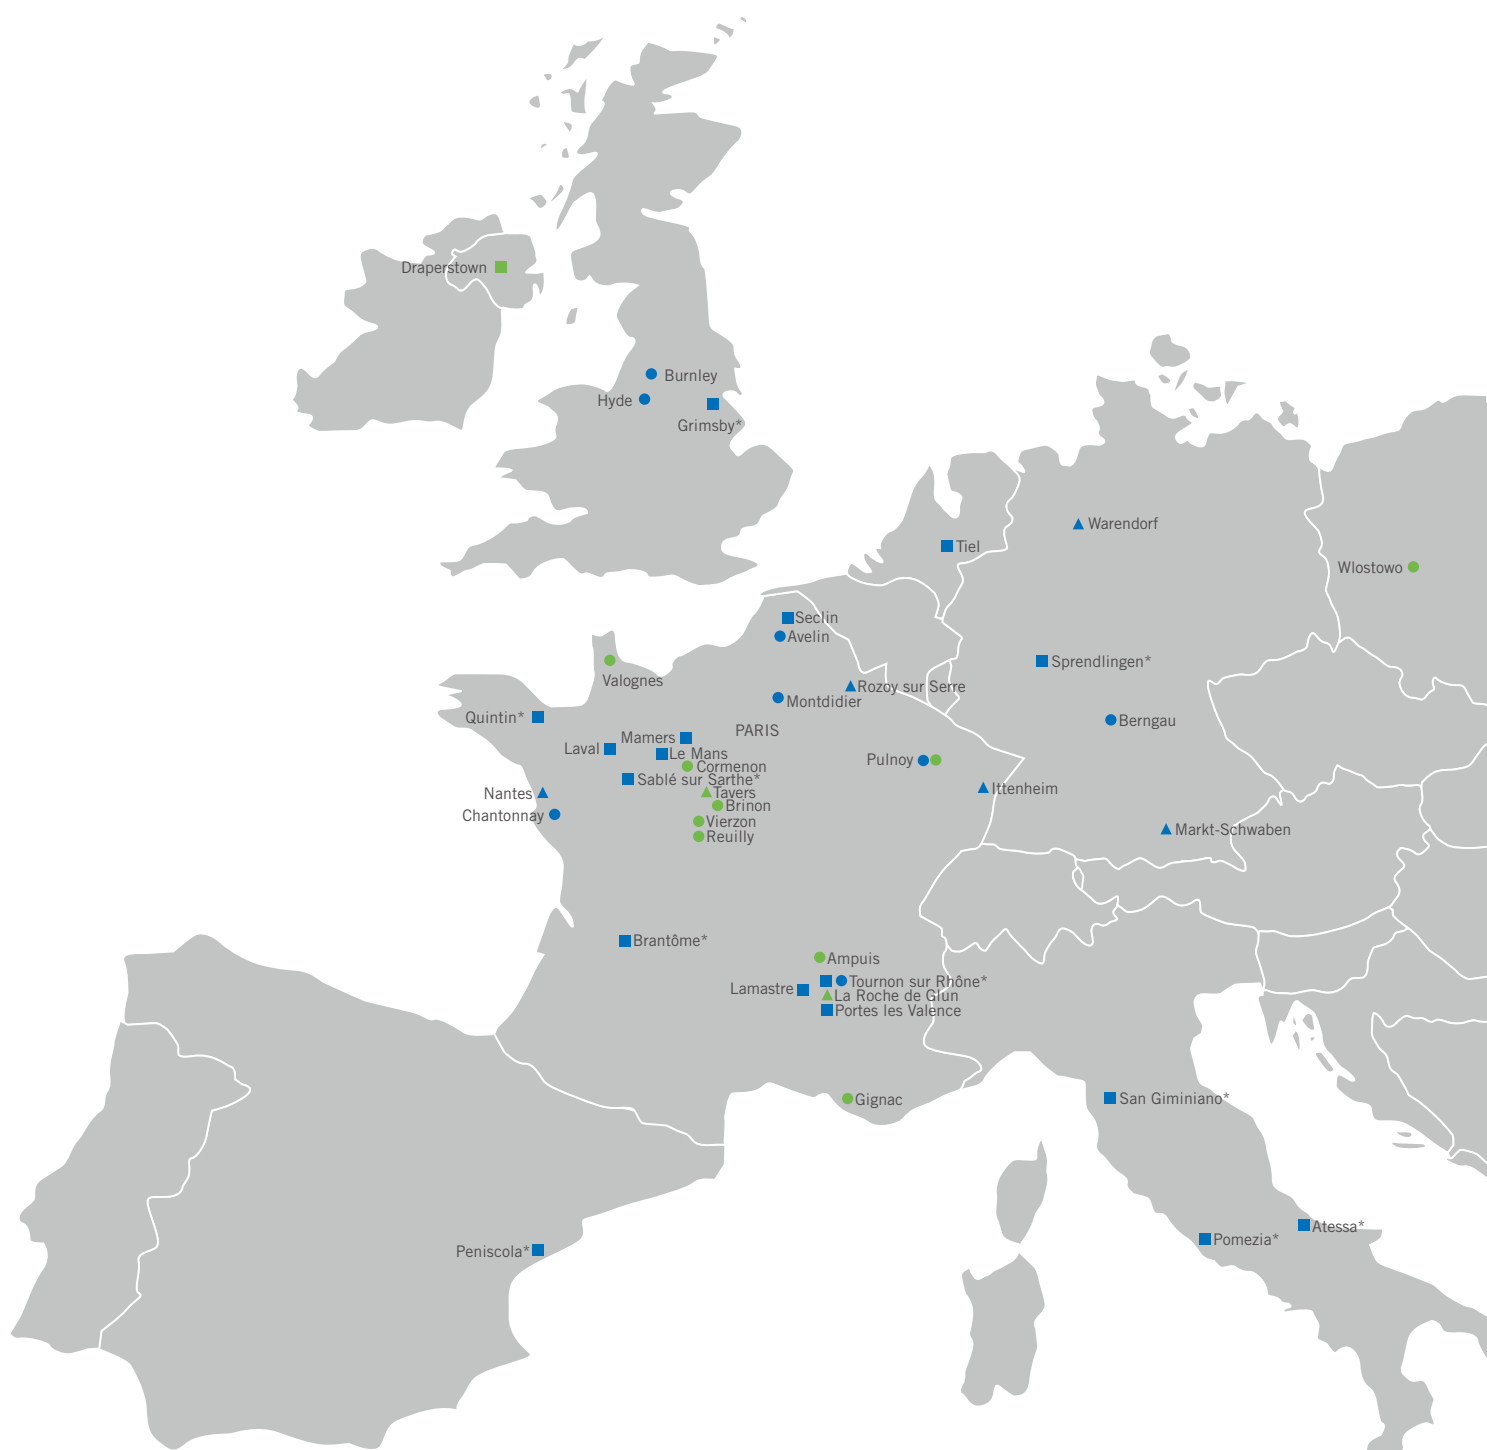 Draperstown
Burnley
Hyde
Grimsby*
Warendorf
Tiel
Wlostowo
Seclin
Avelin
Sprendlingen*
Valognes
Rozoy sur Serre
Montdidier
Quintin*
Berngau
PARIS
Mamers
Laval
Le Mans
Pulnoy
Cormenon
Sablé sur Sarthe*
Ittenheim
Nantes
Tavers
Brinon
Chantonnay
Vierzon
Markt-Schwaben
Reuilly
Brantôme*
Ampuis
Tournon sur Rhône*
Lamastre
La Roche de Glun
Portes les Valence
San Giminiano*
Gignac
Atessa*
Pomezia*
Peniscola*